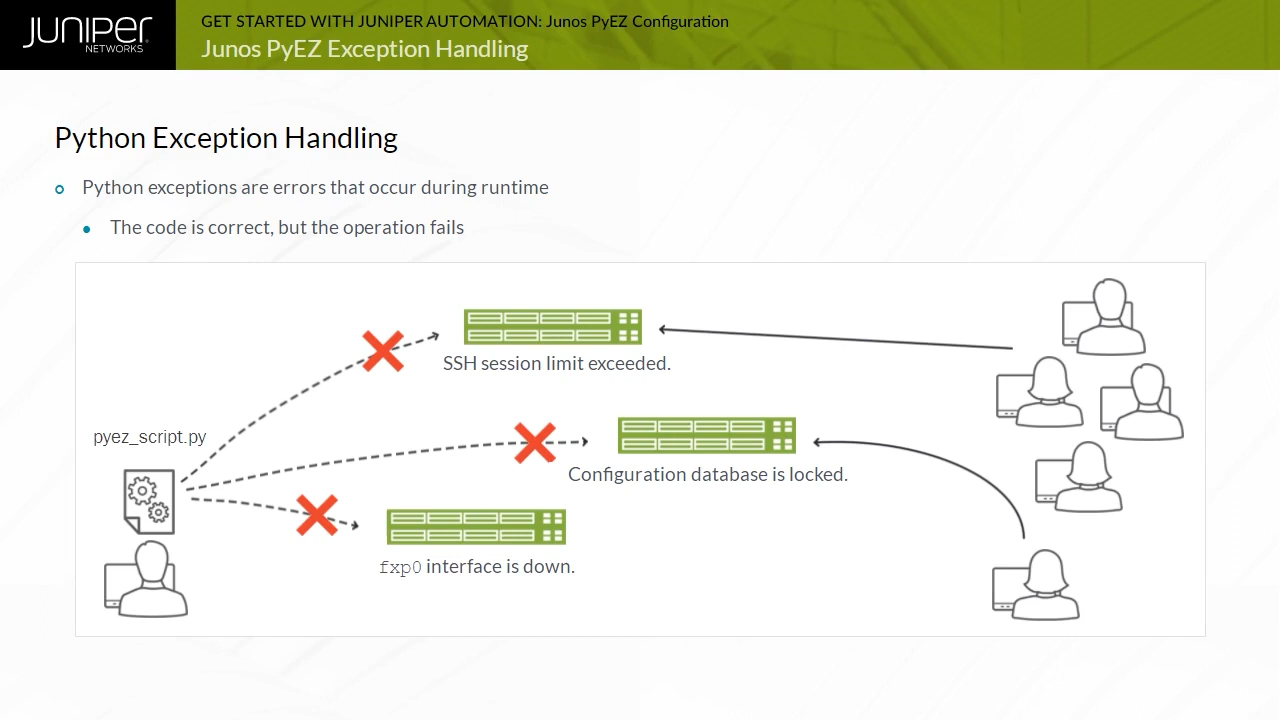 JUNIPER
NETWORKS
GET STARTED WITH JUNIPER AUTOMATION: Junos PyEZ Configuration
Junos PyEZ Exception Handling
Python Exception Handling
Python exceptions are errors that occur during runtime
The code is correct, but the operation fails
SSH session limit exceeded.
pyez_script.py
Configuration database is locked.
fxp0 interface is down.